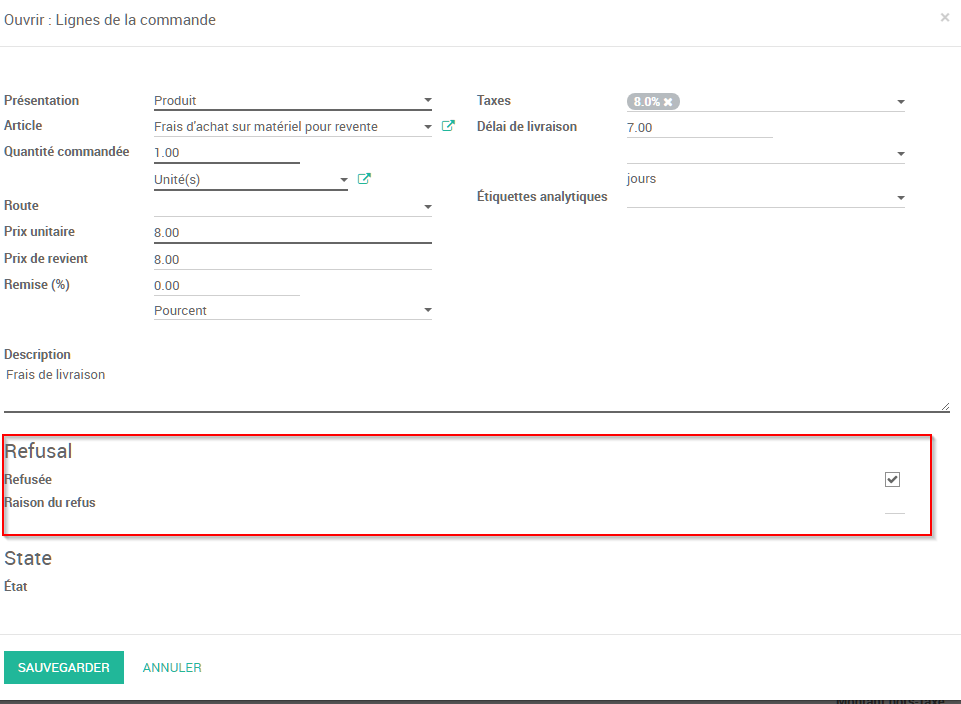 Ouvrir : Lignes de la commande
Présentation
Produit
Article
Frais d'achat sur matériel pour revente
Quantité commandée
1.00
Unité(s)
Route
Prix unitaire
8.00
Prix de revient
8.00
Remise (%)
0.00
Pourcent
Taxes
8.0%
Délai de livraison
7.00
jours
Étiquettes analytiques
Description
Frais de livraison
Refusal
Refusée
Raison du refus
State
État
SAUVEGARDER
ANNULER